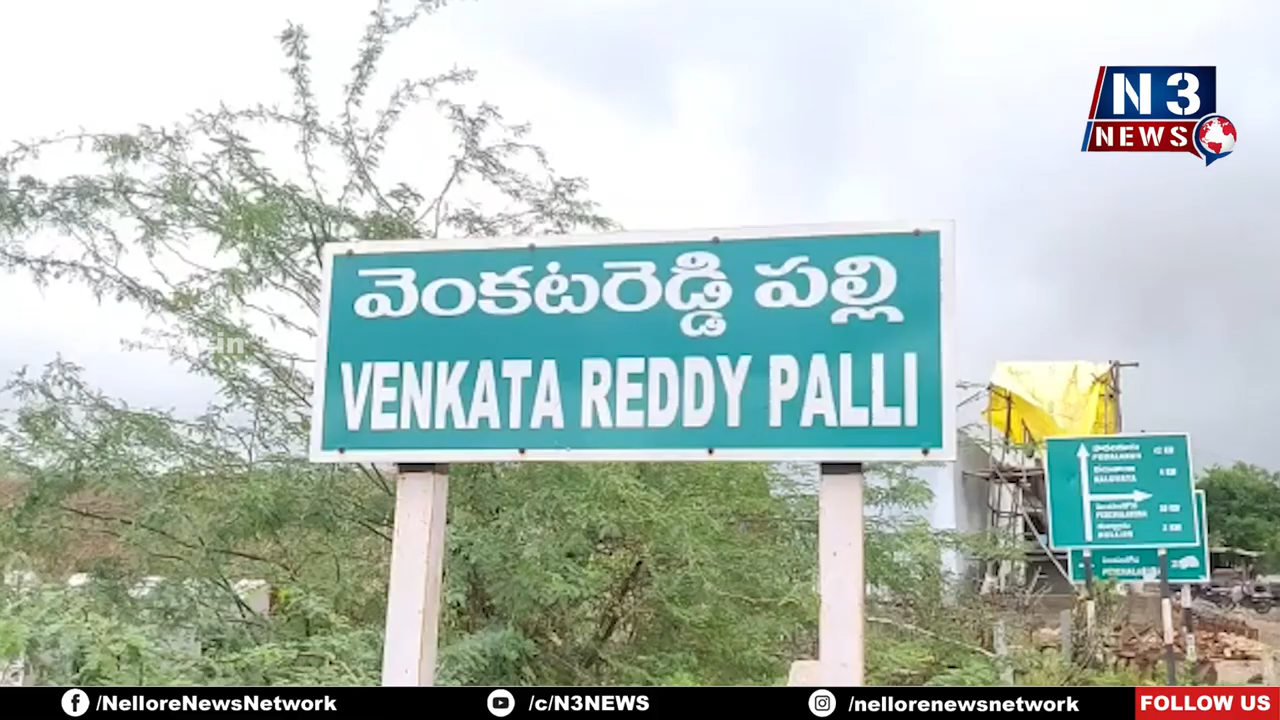 N3
NEWS
వెంకటరెడ్డి పల్లి
VENKATA REDDY PALLI
/NelloreNewsNetwork
/c/N3NEWS
/nellorenewsnetwork
FOLLOW US